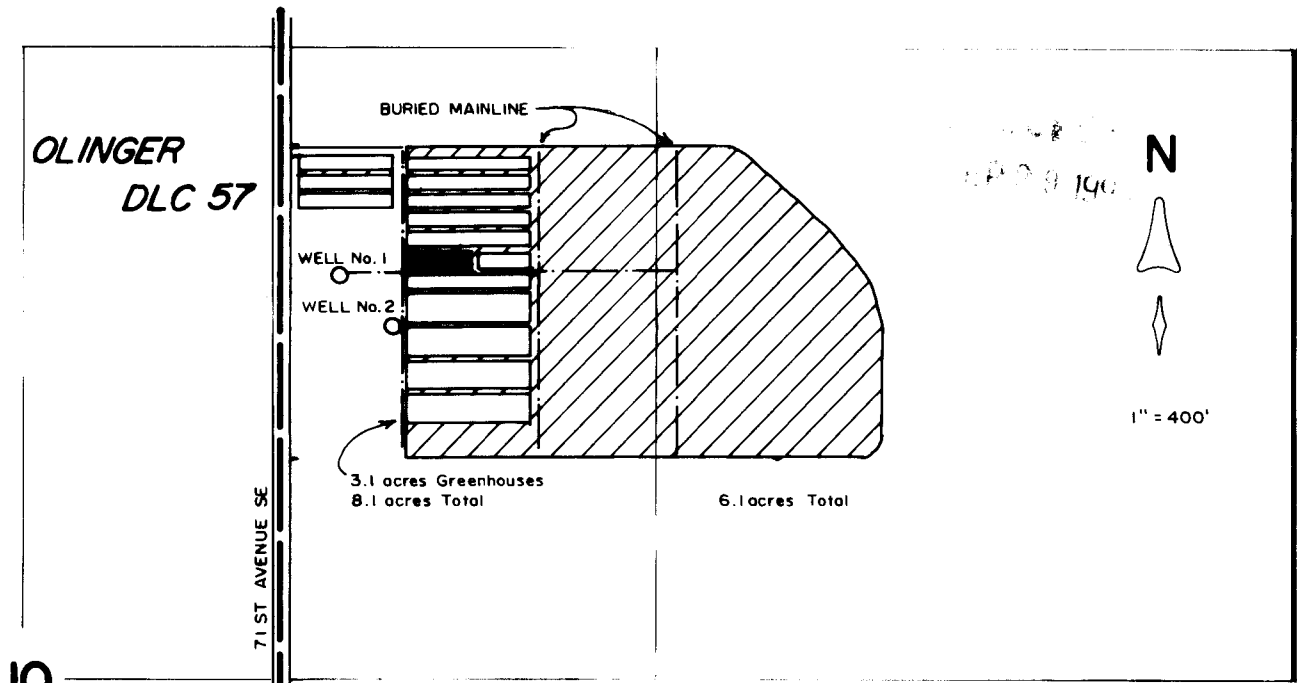 BURIED MAINLINE
OLINGER
DLC 57
N
WELL No. 1
WELL No. 2
1" = 400'
3.1 acres Greenhouses
8.1 acres Total
6.1 acres Total
71 ST AVENUE SE
10